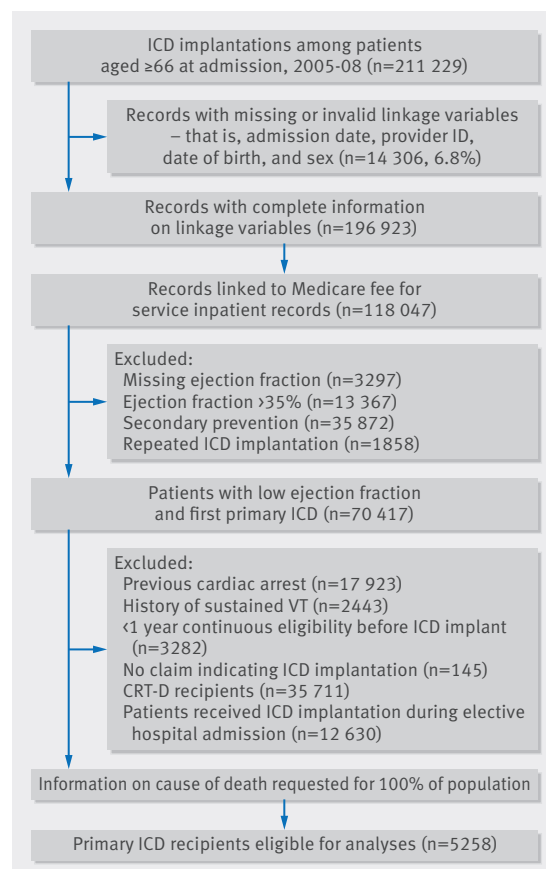 ICD implantations among patients
aged ≥66 at admission, 2005-08 (n=211 229)
Records with missing or invalid linkage variables
– that is, admission date, provider ID,
date of birth, and sex (n=14 306, 6.8%)
Records with complete information
on linkage variables (n=196 923)
Records linked to Medicare fee for
service inpatient records (n=118 047)
Excluded:
Missing ejection fraction (n=3297)
Ejection fraction >35% (n=13 367)
Secondary prevention (n=35 872)
Repeated ICD implantation (n=1858)
Patients with low ejection fraction
and first primary ICD (n=70 417)
Excluded:
Previous cardiac arrest (n=17 923)
History of sustained VT (n=2443)
<1 year continuous eligibility before ICD implant
(n=3282)
No claim indicating ICD implantation (n=145)
CRT-D recipients (n=35 711)
Patients received ICD implantation during elective
hospital admission (n=12 630)
Information on cause of death requested for 100% of population
Primary ICD recipients eligible for analyses (n=5258)